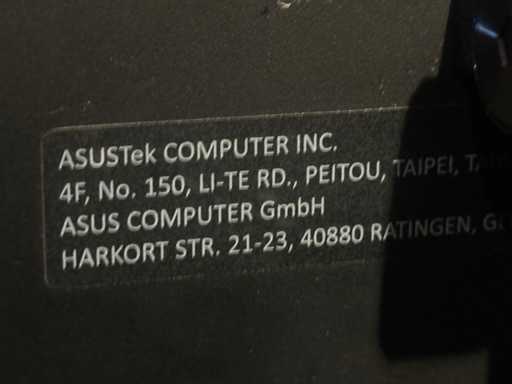 ASUSTek COMPUTER INC.
4F, No. 150, LI-TE RD., PEITOU, TAIPEI,
ASUS COMPUTER GmbH
HARKORT STR. 21-23, 40880 RATINGEN,